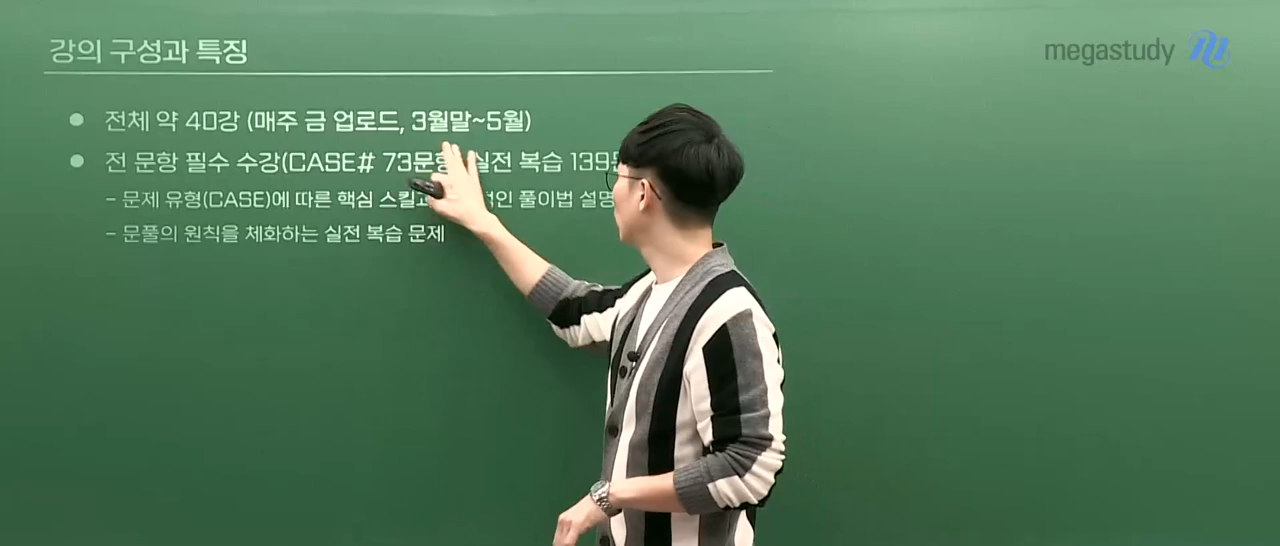 강의 구성과 특징
megastudy
전체 약 40강 (매주 금 업로드, 3월말~5월)
전 문항 필수 수강(CASE# 73문항 실전 복습 139
- 문제 유형(CASE)에 따른 핵심 스킬 풀이법 설명
- 문풀의 원칙을 체화하는 실전 복습 문제